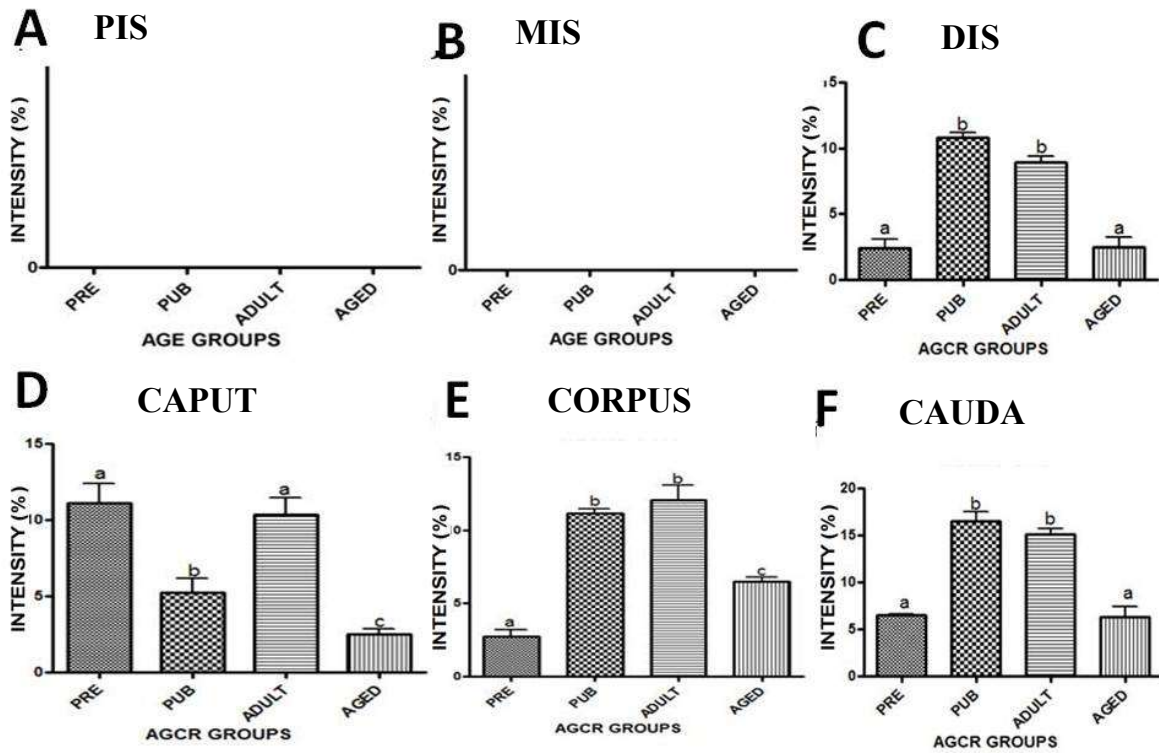 A PIS
INTENSITY (%)
0
PRE PUB ADULT AGED
AGE GROUPS
B MIS
INTENSITY (%)
0
PRE PUB ADULT AGED
AGE GROUPS
C DIS
INTENSITY (%)
15
10
5
0
a b b a
PRE PUB ADULT AGED
AGCR GROUPS
D CAPUT
INTENSITY (%)
15
10
5
0
a b a c
PRE PUB ADULT AGED
AGCR GROUPS
E CORPUS
INTENSITY (%)
15
10
5
0
a b b c
PRE PUB ADULT AGED
AGCR GROUPS
F CAUDA
INTENSITY (%)
20
15
10
5
0
a b b a
PRE PUB ADULT AGED
AGCR GROUPS